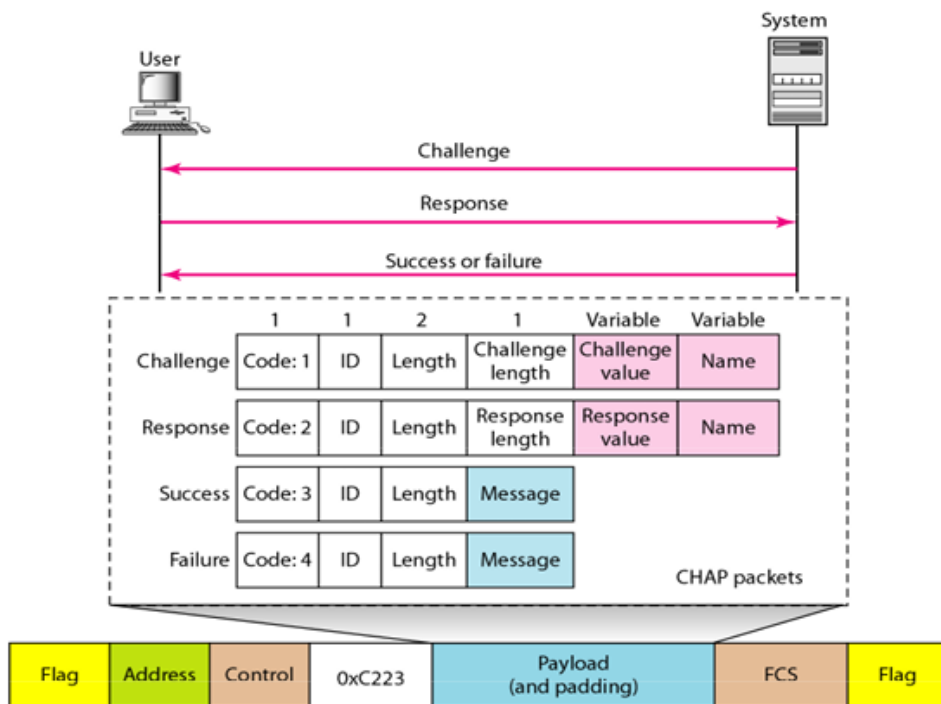 System
User
Challenge
Response
Success or failure
1 1 2 1 Variable Variable
Challenge Code: 1 ID Length Challenge length Challenge value Name
Response Code: 2 ID Length Response length Response value Name
Success Code: 3 ID Length Message
Failure Code: 4 ID Length Message
CHAP packets
Flag Address Control 0xC223 Payload (and padding) FCS Flag